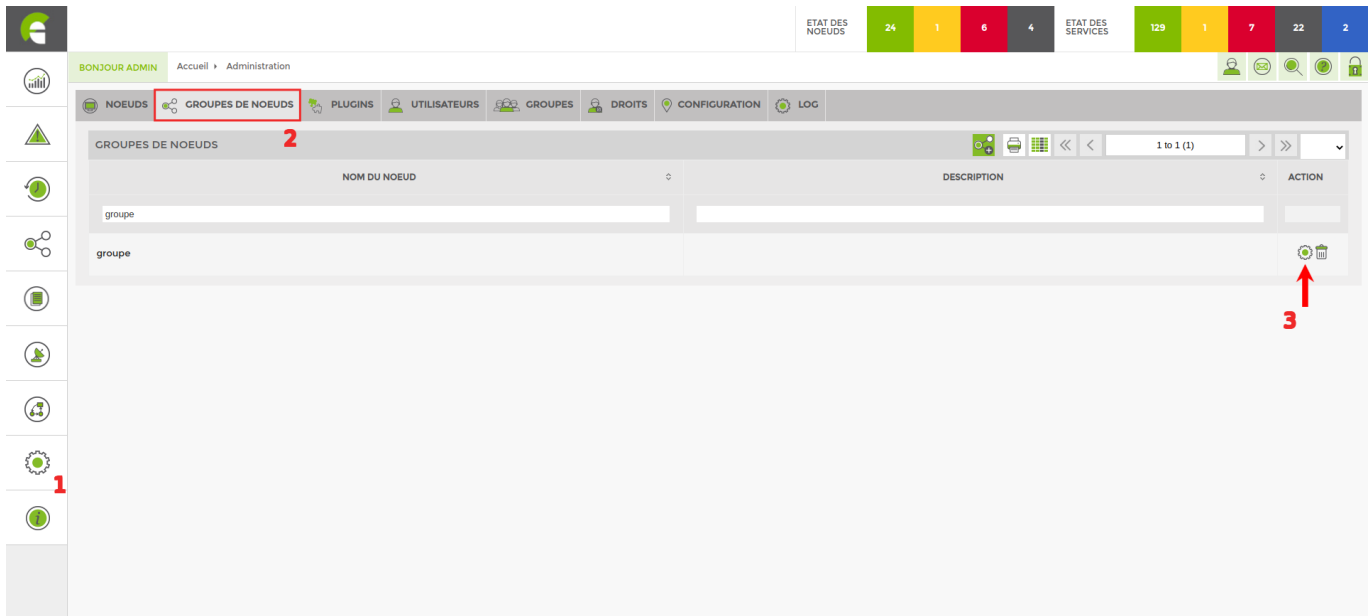 ETAT DES
NOEUDS
24
1
6
4
ETAT DES
SERVICES
129
1
7
22
2
BONJOUR ADMIN
Accueil
Administration
NOEUDS
GROUPES DE NOEUDS
PLUGINS
UTILISATEURS
GROUPES
DROITS
CONFIGURATION
LOG
2
GROUPES DE NOEUDS
1 to 1 (1)
NOM DU NOEUD
DESCRIPTION
ACTION
groupe
groupe
3
1